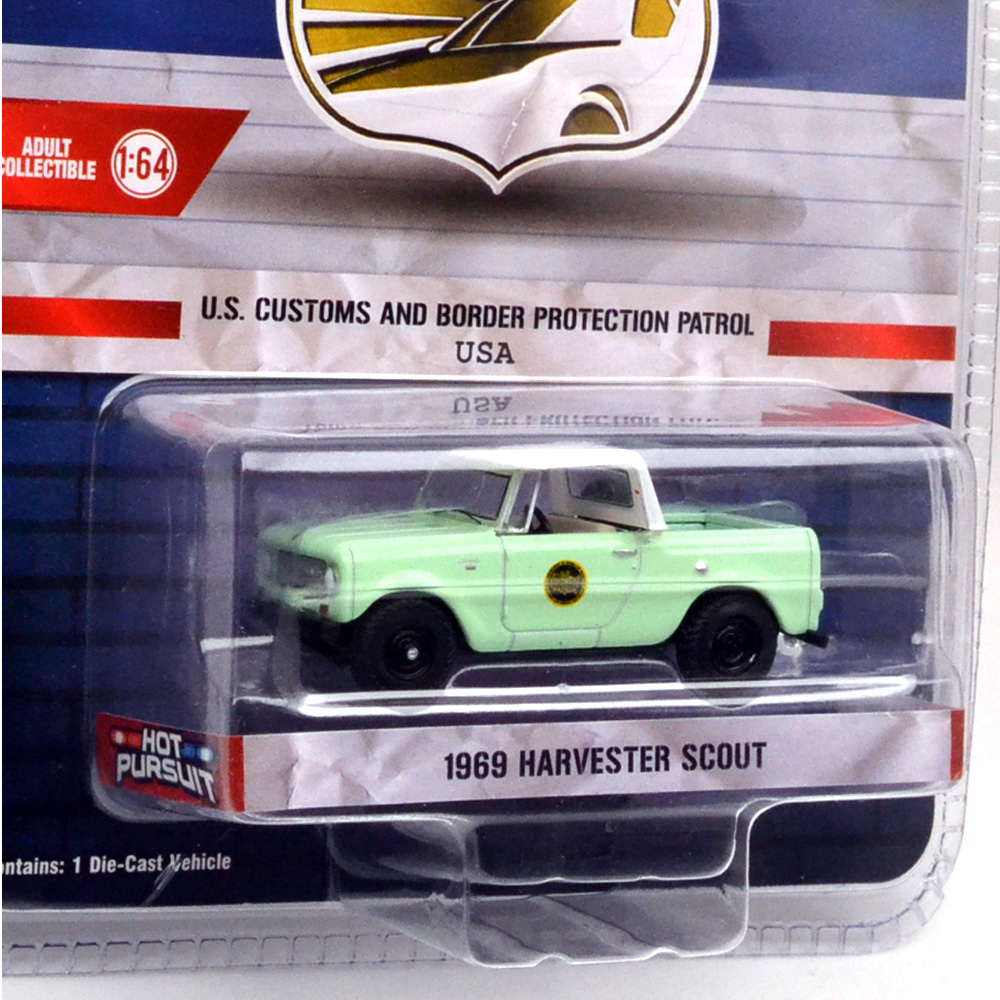 ADULT
COLLECTIBLE
1:64
U.S. CUSTOMS AND BORDER PROTECTION PATROL
USA
USA
HOT
PURSUIT
1969 HARVESTER SCOUT
ontains: 1 Die-Cast Vehicle